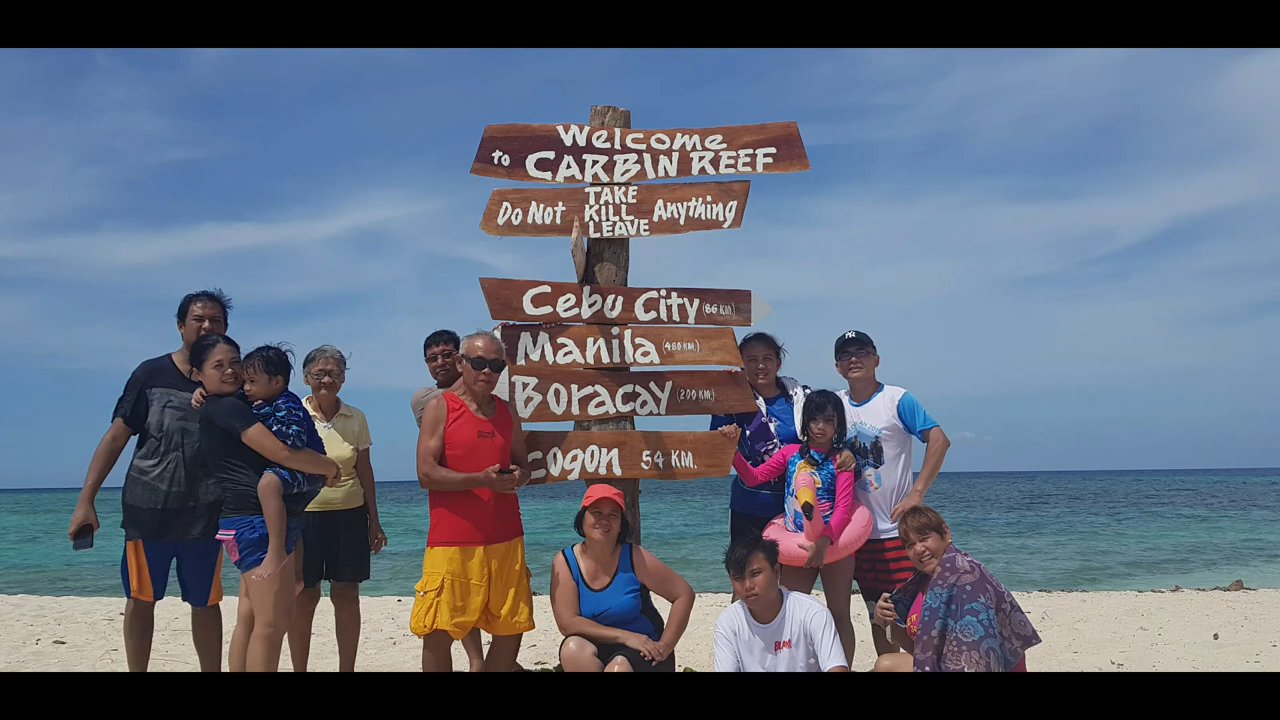 Welcome
to CARBIN REEF
Do Not TAKE KILL LEAVE Anything
Cebu City (86 KM.)
Manila (480 KM.)
Boracay (200 KM.)
cogon 54 KM.